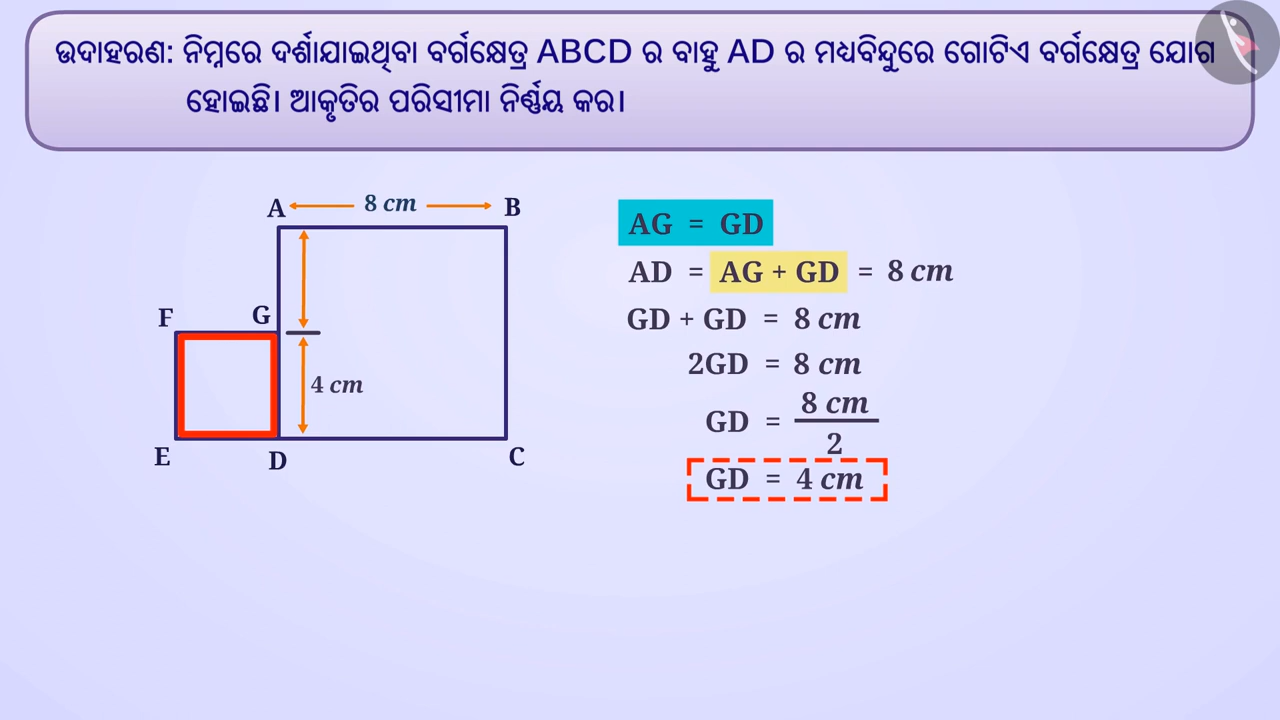 ଉଦାହରଣ: ନିମ୍ନରେ ଦର୍ଶାଯାଇଥିବା ବର୍ଗକ୍ଷେତ୍ର ABCD ର ବାହୁ AD ର ମଧ୍ୟବିନ୍ଦୁରେ ଗୋଟିଏ ବର୍ଗକ୍ଷେତ୍ର ଯୋଗ
ହୋଇଛି। ଆକୃତିର ପରିସୀମା ନିର୍ଣ୍ଣୟ କର।
A 8 cm B
F G
4 cm
E D C
AG = GD
AD = AG + GD = 8 cm
GD + GD = 8 cm
2GD = 8 cm
GD = 8 cm / 2
GD = 4 cm